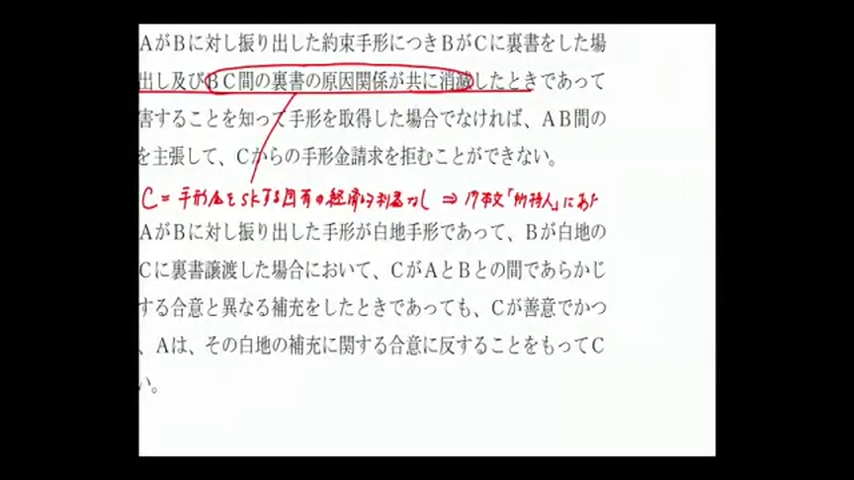 AがBに対し振り出した約束手形につきBがCに裏書をした場
出し及びBC間の裏書の原因関係が共に消滅したときであって
害することを知って手形を取得した場合でなければ、AB間の
を主張して、Cからの手形金請求を拒むことができない。
C=手形金をSKする固有の経済的利益なし ⇒ 17本文「所持人」にあた
AがBに対し振り出した手形が白地手形であって、Bが白地の
Cに裏書譲渡した場合において、CがAとBとの間であらかじ
する合意と異なる補充をしたときであっても、Cが善意でかつ
、Aは、その白地の補充に関する合意に反することをもってC
い。